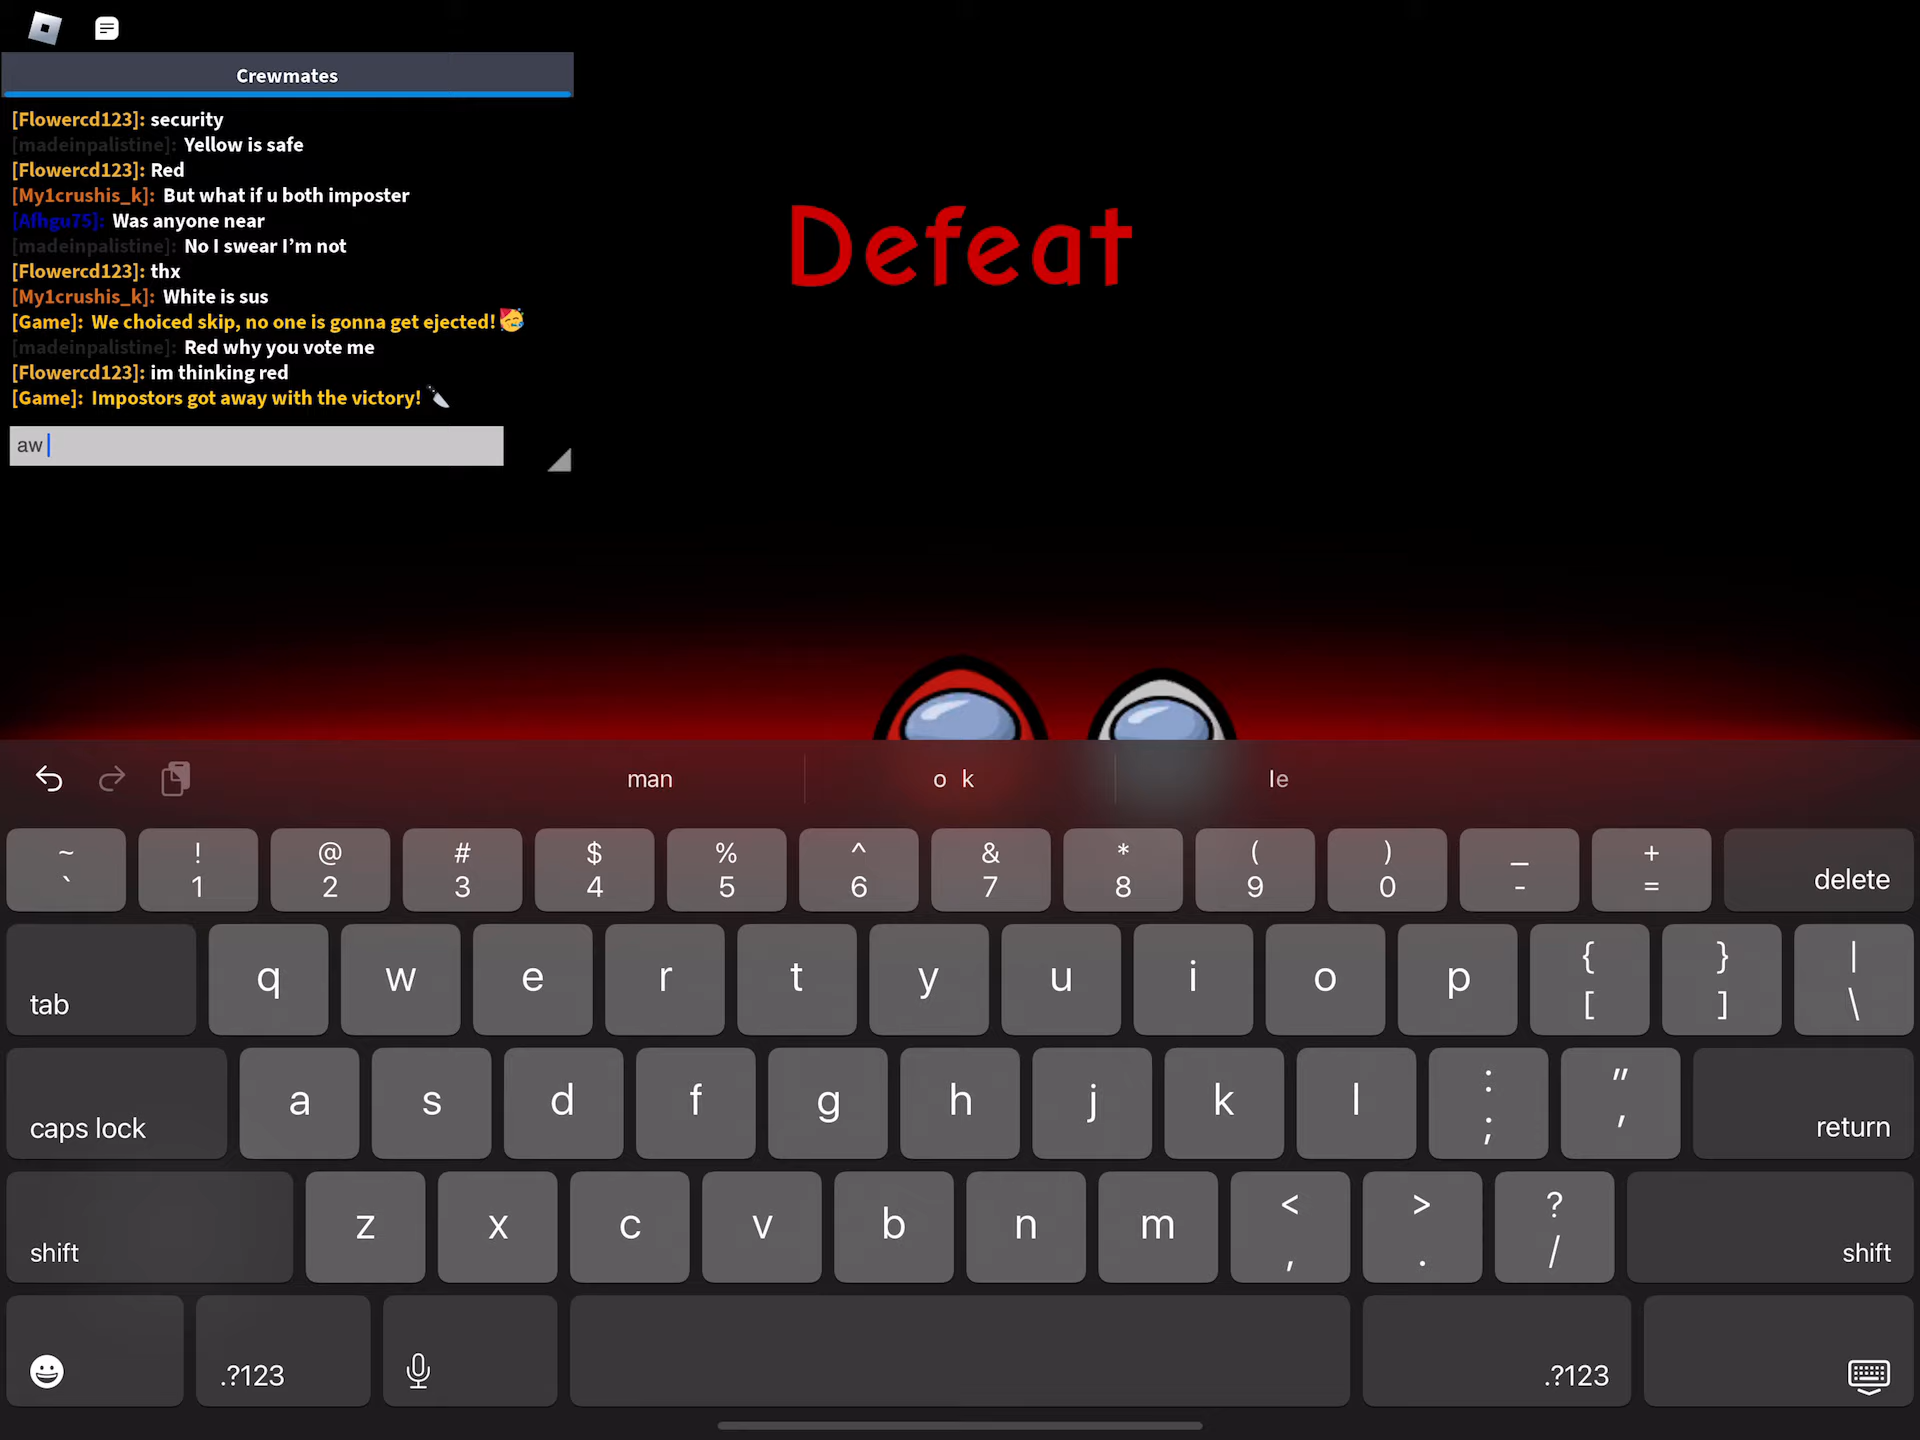 Crewmates
[Flowercd123]: security
[madeinpalistine]: Yellow is safe
[Flowercd123]: Red
[My1crushis_k]: But what if u both imposter
[Afhgu75]: Was anyone near
[madeinpalistine]: No I swear I'm not
[Flowercd123]: thx
[My1crushis_k]: White is sus
[Game]: We choiced skip, no one is gonna get ejected! 🥳
[madeinpalistine]: Red why you vote me
[Flowercd123]: im thinking red
[Game]: Impostors got away with the victory! 🔪
aw
Defeat
man o k le
~ ! @ # $ % ^ & * ( ) _ +
` 1 2 3 4 5 6 7 8 9 0 - = delete
tab q w e r t y u i o p { [ } ] | \
caps lock a s d f g h j k l : ; " ' return
shift z x c v b n m < , > . ? / shift
.?123 .?123